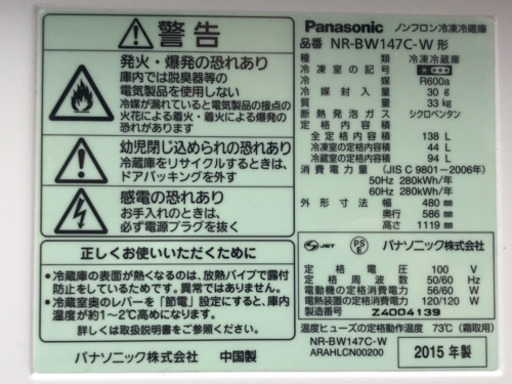 警告
発火・爆発の恐れあり
庫内では脱臭器等の
電気製品を使用しない
冷媒が漏れていると電気製品の接点の
火花による着火・着火・爆発の恐れがあります
幼児閉じ込められの恐れあり
冷蔵庫をリサイクルするときは、
ドアパッキングを外す
感電の恐れあり
お手入れのときは、
必ず電源プラグを抜く
正しくお使いいただくために
●冷蔵庫の表面が熱くなるのは、放熱パイプで露付
防止をしているためです。異常ではありません。
●冷蔵室奥のレバーを「節電」設定にすると、庫内
温度が約1〜2℃高めになります。
詳しくは取扱説明書をご覧ください。
パナソニック株式会社 中国製
Panasonic ノンフロン冷凍冷蔵庫
品番 NR-BW147C-W 形
種類 冷凍冷蔵庫
冷凍室の記号
冷媒 R600a
冷媒封入量 30 g
質量 33 kg
断熱発泡ガス シクロペンタン
定格内容積
全定格内容積 138 L
冷凍室の定格内容積 44 L
冷蔵室の定格内容積 94 L
消費電力量 (JIS C 9801-2006年)
50Hz 280kWh/年
60Hz 280kWh/年
外形寸法 幅 480 mm
奥行 586 mm
高さ 1119 mm
JET PSE パナソニック株式会社
定格電圧 100 V
定格周波数 50/60 Hz
電動機の定格消費電力 56/60 W
電熱装置の定格消費電力 120/120 W
製造番号 Z4004139
温度ヒューズの定格動作温度 73℃ (霜取用)
NR-BW147C-W
ARAHLCN00200
2015 年製